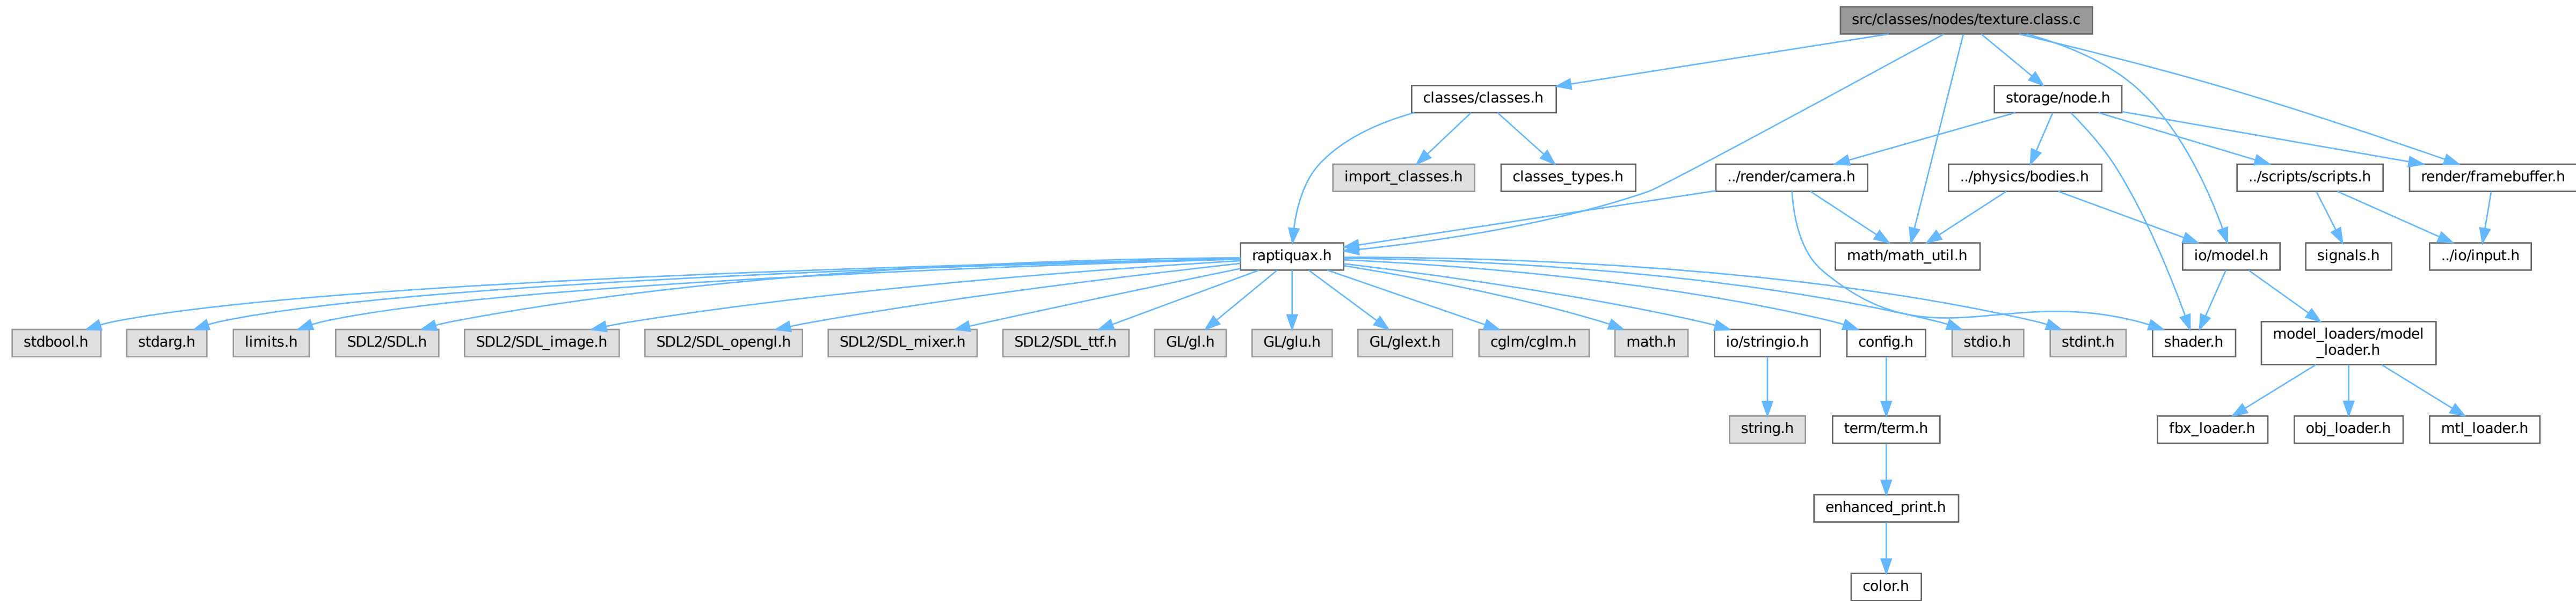 src/classes/nodes/texture.class.c
classes/classes.h
storage/node.h
import_classes.h
classes_types.h
../render/camera.h
../physics/bodies.h
../scripts/scripts.h
render/framebuffer.h
raptiquax.h
math/math_util.h
io/model.h
signals.h
../io/input.h
stdbool.h
stdarg.h
limits.h
SDL2/SDL.h
SDL2/SDL_image.h
SDL2/SDL_opengl.h
SDL2/SDL_mixer.h
SDL2/SDL_ttf.h
GL/gl.h
GL/glu.h
GL/glext.h
cglm/cglm.h
math.h
io/stringio.h
config.h
stdio.h
stdint.h
shader.h
model_loaders/model
_loader.h
string.h
term/term.h
fbx_loader.h
obj_loader.h
mtl_loader.h
enhanced_print.h
color.h